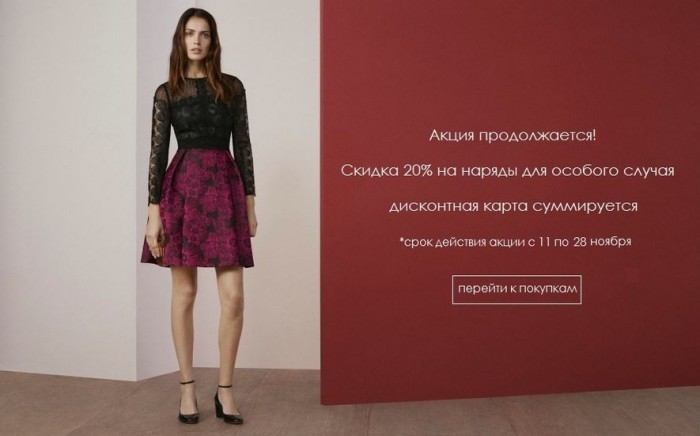 Акция продолжается!
Скидка 20% на наряды для особого случая
дисконтная карта суммируется
*срок действия акции с 11 по 28 ноября
перейти к покупкам